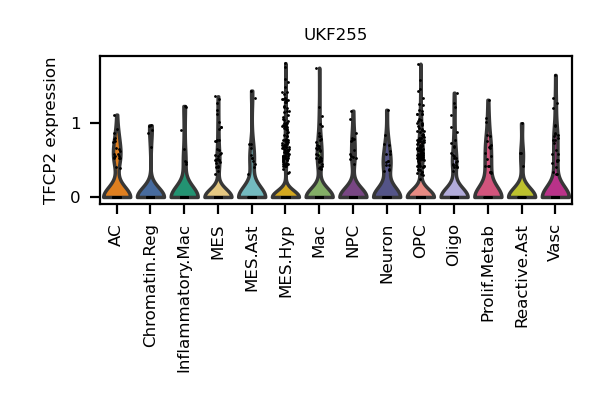 UKF255
TFCP2 expression
1
0
AC
Chromatin.Reg
Inflammatory.Mac
MES
MES.Ast
MES.Hyp
Mac
NPC
Neuron
OPC
Oligo
Prolif.Metab
Reactive.Ast
Vasc